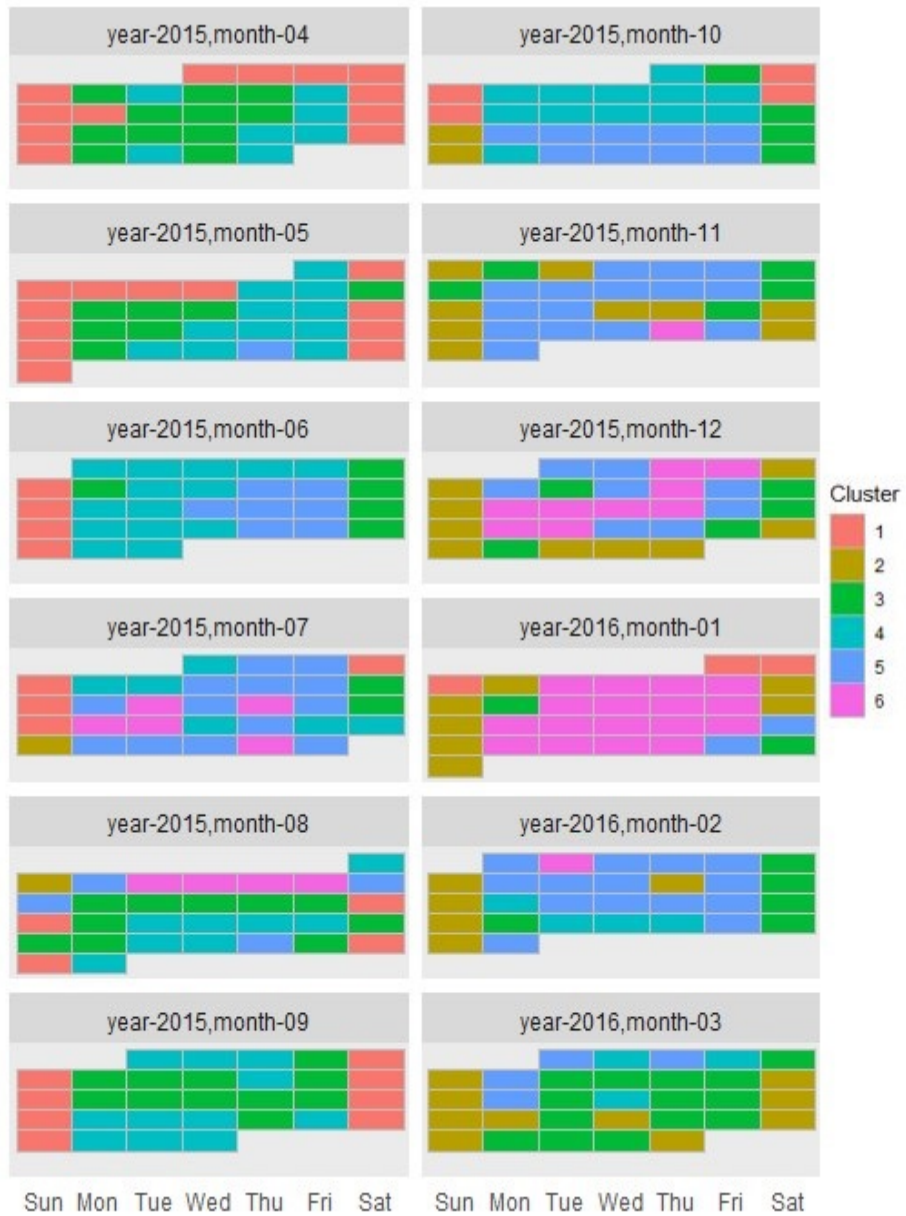 year-2015,month-04
year-2015,month-10
year-2015,month-05
year-2015,month-11
year-2015,month-06
year-2015,month-12
year-2015,month-07
year-2016,month-01
year-2015,month-08
year-2016,month-02
year-2015,month-09
year-2016,month-03
Sun Mon Tue Wed Thu Fri Sat
Sun Mon Tue Wed Thu Fri Sat
Cluster
1
2
3
4
5
6